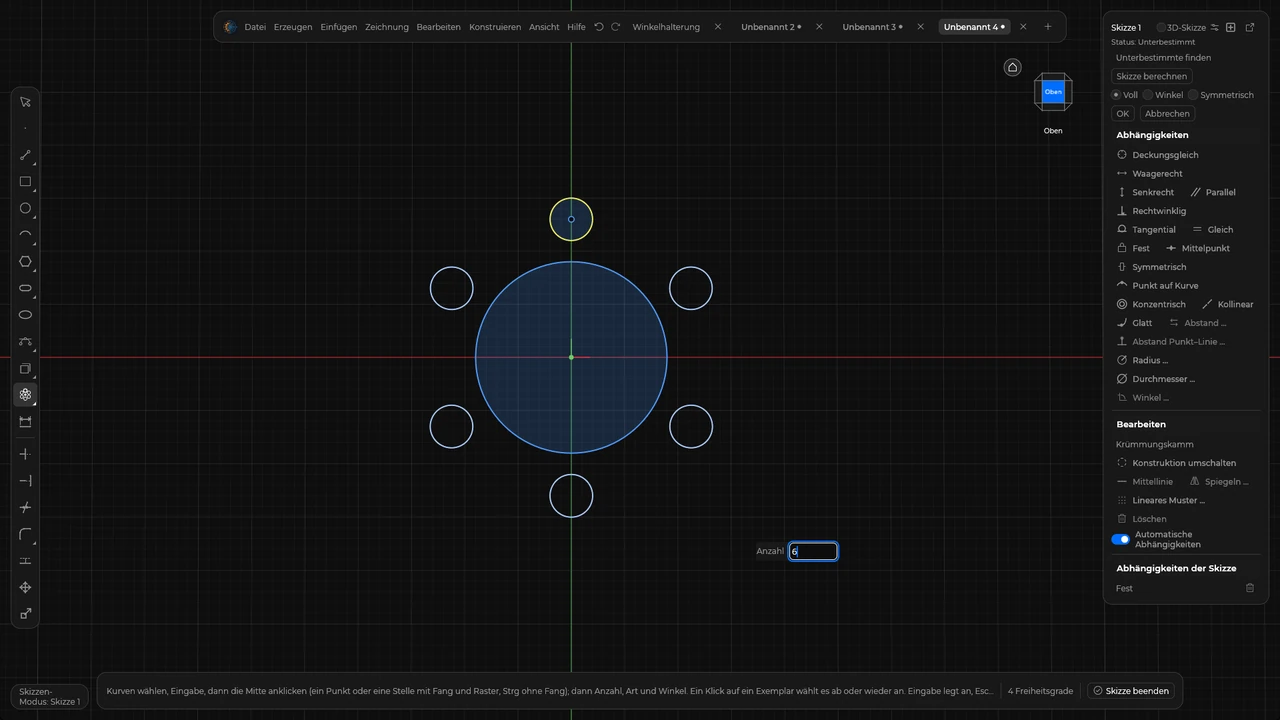 Datei Erzeugen Einfügen Zeichnung Bearbeiten Konstruieren Ansicht Hilfe Winkelhalterung Unbenannt 2 Unbenannt 3 Unbenannt 4
Skizze 1 3D-Skizze
Status: Unterbestimmt
Unterbestimmte finden
Skizze berechnen
Voll Winkel Symmetrisch
OK Abbrechen
Abhängigkeiten
Deckungsgleich
Waagerecht
Senkrecht Parallel
Rechtwinklig
Tangential Gleich
Fest Mittelpunkt
Symmetrisch
Punkt auf Kurve
Konzentrisch Kollinear
Glatt Abstand ...
Abstand Punkt-Linie ...
Radius ...
Durchmesser ...
Winkel ...
Bearbeiten
Krümmungskamm
Konstruktion umschalten
Mittellinie Spiegeln ...
Lineares Muster ...
Löschen
Automatische
Abhängigkeiten
Abhängigkeiten der Skizze
Fest
Oben
Oben
Anzahl 6
Skizzen-
Modus: Skizze 1
Kurven wählen, Eingabe, dann die Mitte anklicken (ein Punkt oder eine Stelle mit Fang und Raster, Strg ohne Fang); dann Anzahl, Art und Winkel. Ein Klick auf ein Exemplar wählt es ab oder wieder an. Eingabe legt an, Esc... 4 Freiheitsgrade Skizze beenden